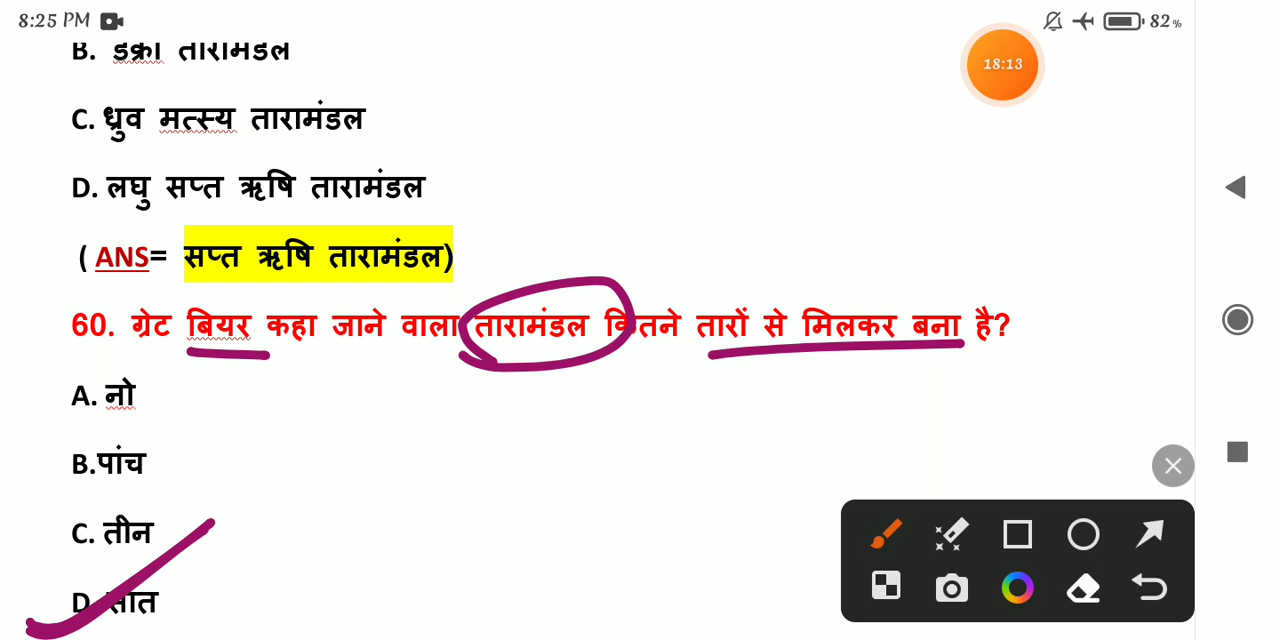 8:25 PM
82%
18:13
B. डेक्रा तारामंडल
C. ध्रुव मत्स्य तारामंडल
D. लघु सप्त ऋषि तारामंडल
( ANS= सप्त ऋषि तारामंडल)
60. ग्रेट बियर कहा जाने वाला तारामंडल कितने तारों से मिलकर बना है?
A. नो
B.पांच
C. तीन
D. सात